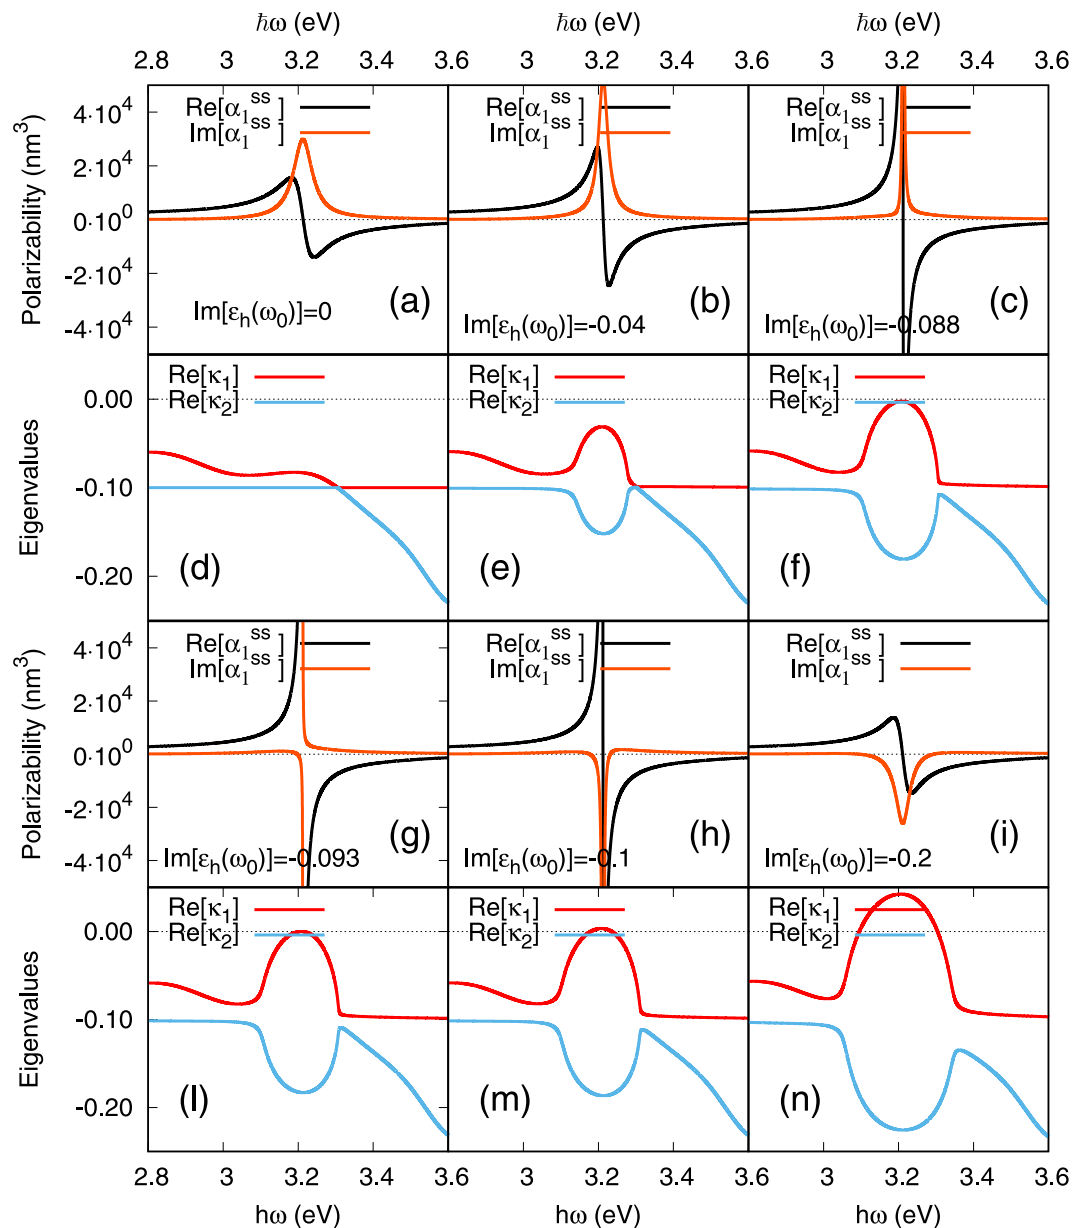 ℏω (eV) ℏω (eV) ℏω (eV)
2.8 3 3.2 3.4 3.6 3 3.2 3.4 3.6 3 3.2 3.4 3.6
Polarizability (nm³)
4·10⁴
2·10⁴
0·10⁰
-2·10⁴
-4·10⁴
Re[α₁ˢˢ]
Im[α₁ˢˢ]
Im[εₕ(ω₀)]=0
(a)
Re[α₁ˢˢ]
Im[α₁ˢˢ]
Im[εₕ(ω₀)]=-0.04
(b)
Re[α₁ˢˢ]
Im[α₁ˢˢ]
Im[εₕ(ω₀)]=-0.088
(c)
Eigenvalues
0.00
-0.10
-0.20
Re[κ₁]
Re[κ₂]
(d)
Re[κ₁]
Re[κ₂]
(e)
Re[κ₁]
Re[κ₂]
(f)
Polarizability (nm³)
4·10⁴
2·10⁴
0·10⁰
-2·10⁴
-4·10⁴
Re[α₁ˢˢ]
Im[α₁ˢˢ]
Im[εₕ(ω₀)]=-0.093
(g)
Re[α₁ˢˢ]
Im[α₁ˢˢ]
Im[εₕ(ω₀)]=-0.1
(h)
Re[α₁ˢˢ]
Im[α₁ˢˢ]
Im[εₕ(ω₀)]=-0.2
(i)
Eigenvalues
0.00
-0.10
-0.20
Re[κ₁]
Re[κ₂]
(l)
Re[κ₁]
Re[κ₂]
(m)
Re[κ₁]
Re[κ₂]
(n)
2.8 3 3.2 3.4 3.6 3 3.2 3.4 3.6 3 3.2 3.4 3.6
hω (eV) hω (eV) hω (eV)